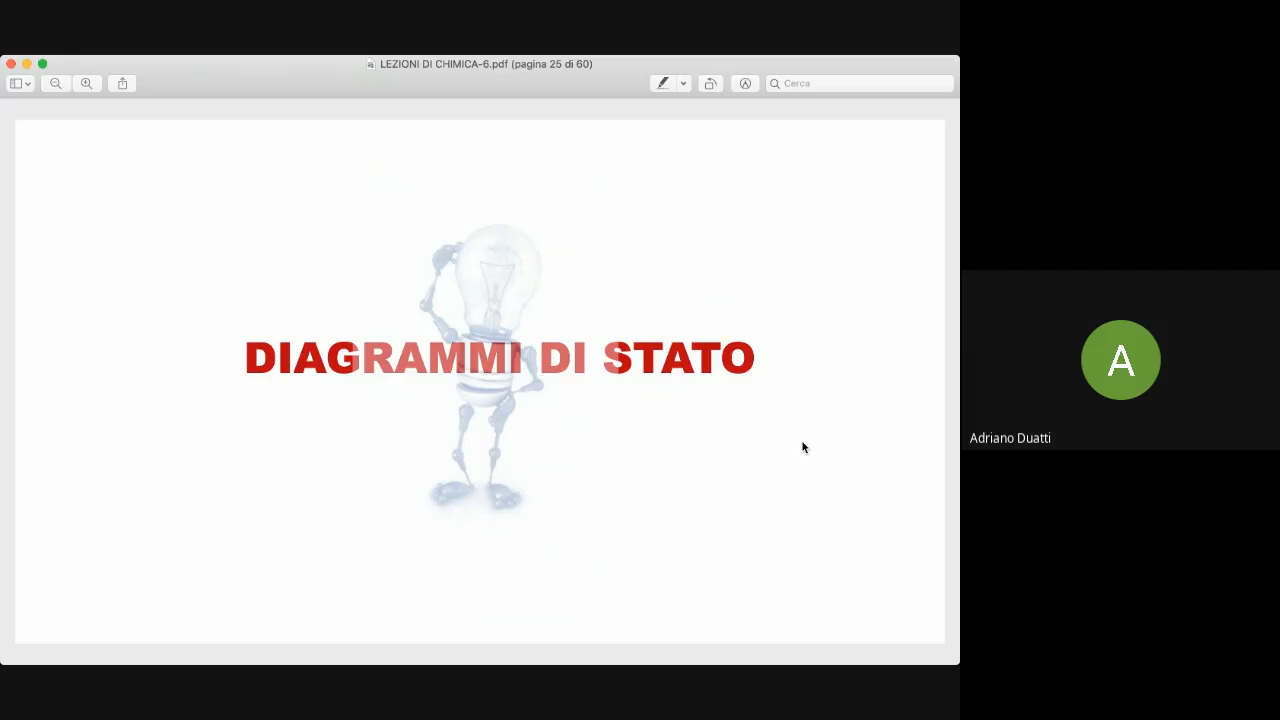 LEZIONI DI CHIMICA-6.pdf (pagina 25 di 60)
Cerca
DIAGRAMMI DI STATO
A
Adriano Duatti